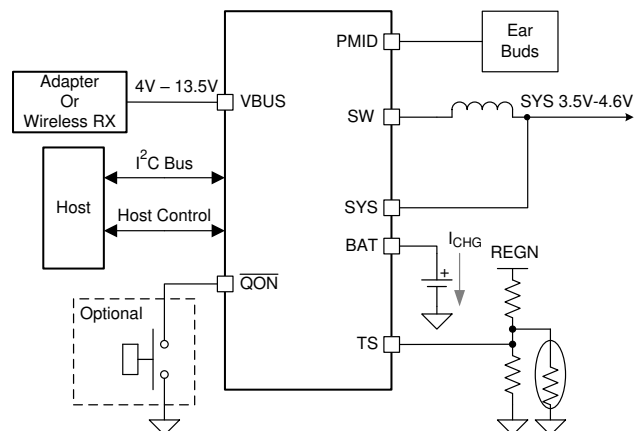 PMID
Ear
Buds
Adapter
Or
Wireless RX
4V – 13.5V
VBUS
SW
SYS 3.5V-4.6V
I²C Bus
Host
Host Control
SYS
BAT
I_CHG
+
REGN
QON
Optional
TS